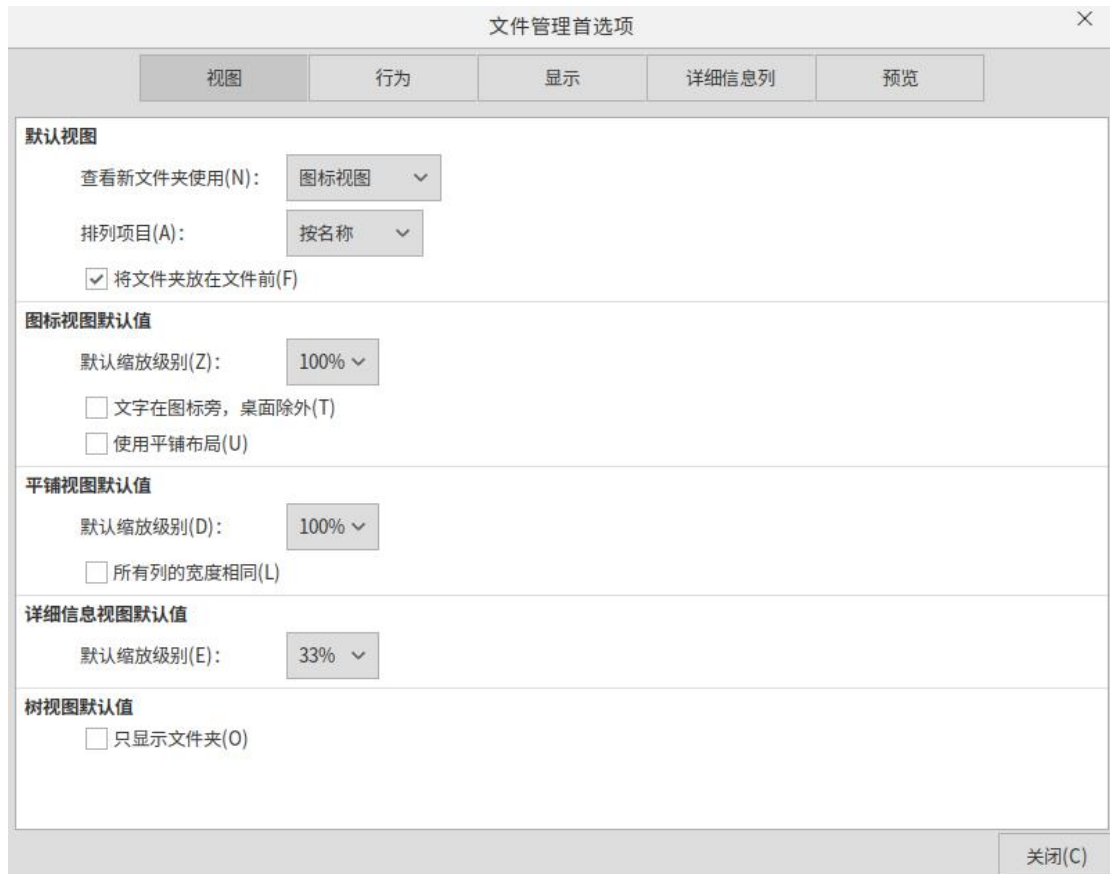 文件管理首选项
视图 行为 显示 详细信息列 预览
默认视图
查看新文件夹使用(N)： 图标视图
排列项目(A)： 按名称
将文件夹放在文件前(F)
图标视图默认值
默认缩放级别(Z)： 100%
文字在图标旁，桌面除外(T)
使用平铺布局(U)
平铺视图默认值
默认缩放级别(D)： 100%
所有列的宽度相同(L)
详细信息视图默认值
默认缩放级别(E)： 33%
树视图默认值
只显示文件夹(O)
关闭(C)